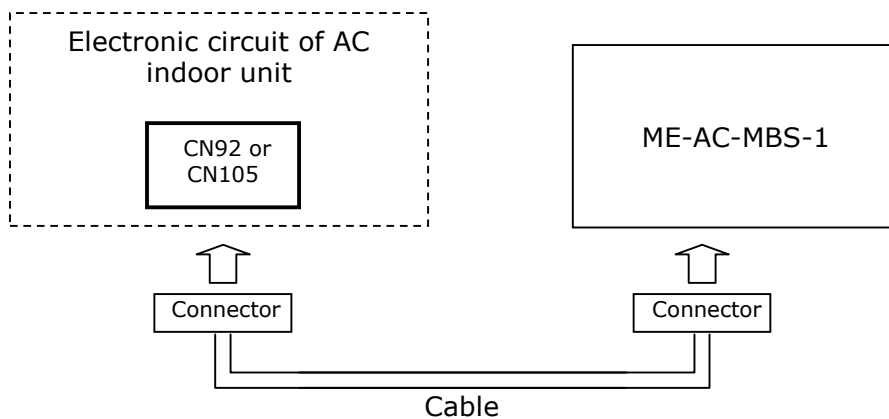 Electronic circuit of AC
indoor unit
CN92 or
CN105
ME-AC-MBS-1
Connector
Connector
Cable